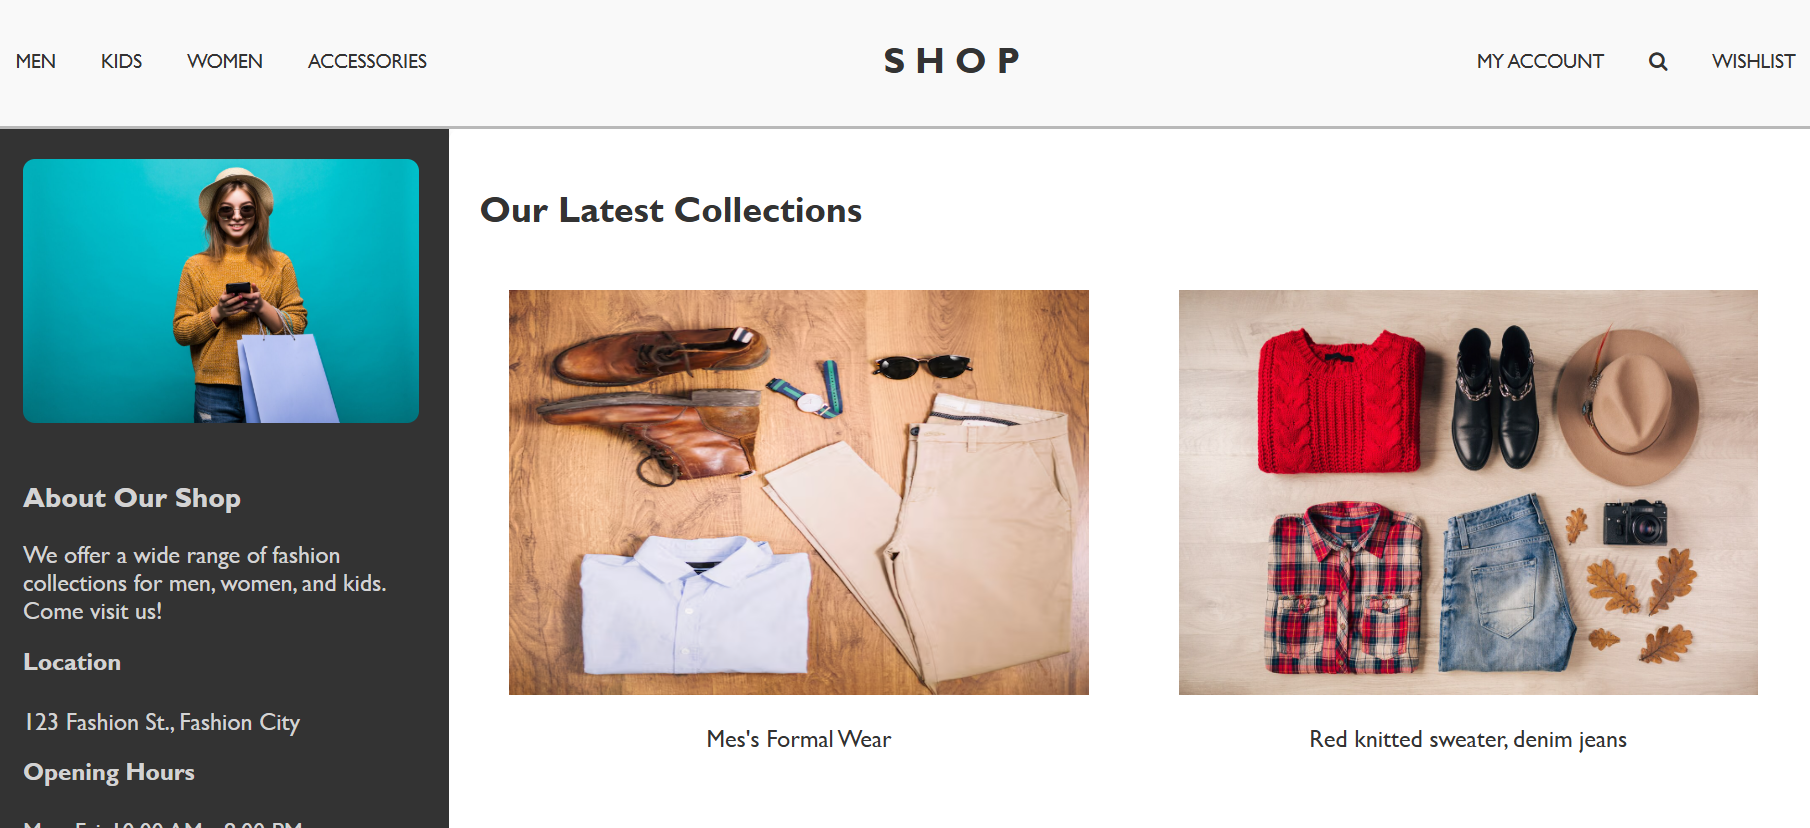 MEN KIDS WOMEN ACCESSORIES SHOP MY ACCOUNT WISHLIST
About Our Shop
We offer a wide range of fashion
collections for men, women, and kids.
Come visit us!
Location
123 Fashion St., Fashion City
Opening Hours
Our Latest Collections
Mes's Formal Wear
Red knitted sweater, denim jeans